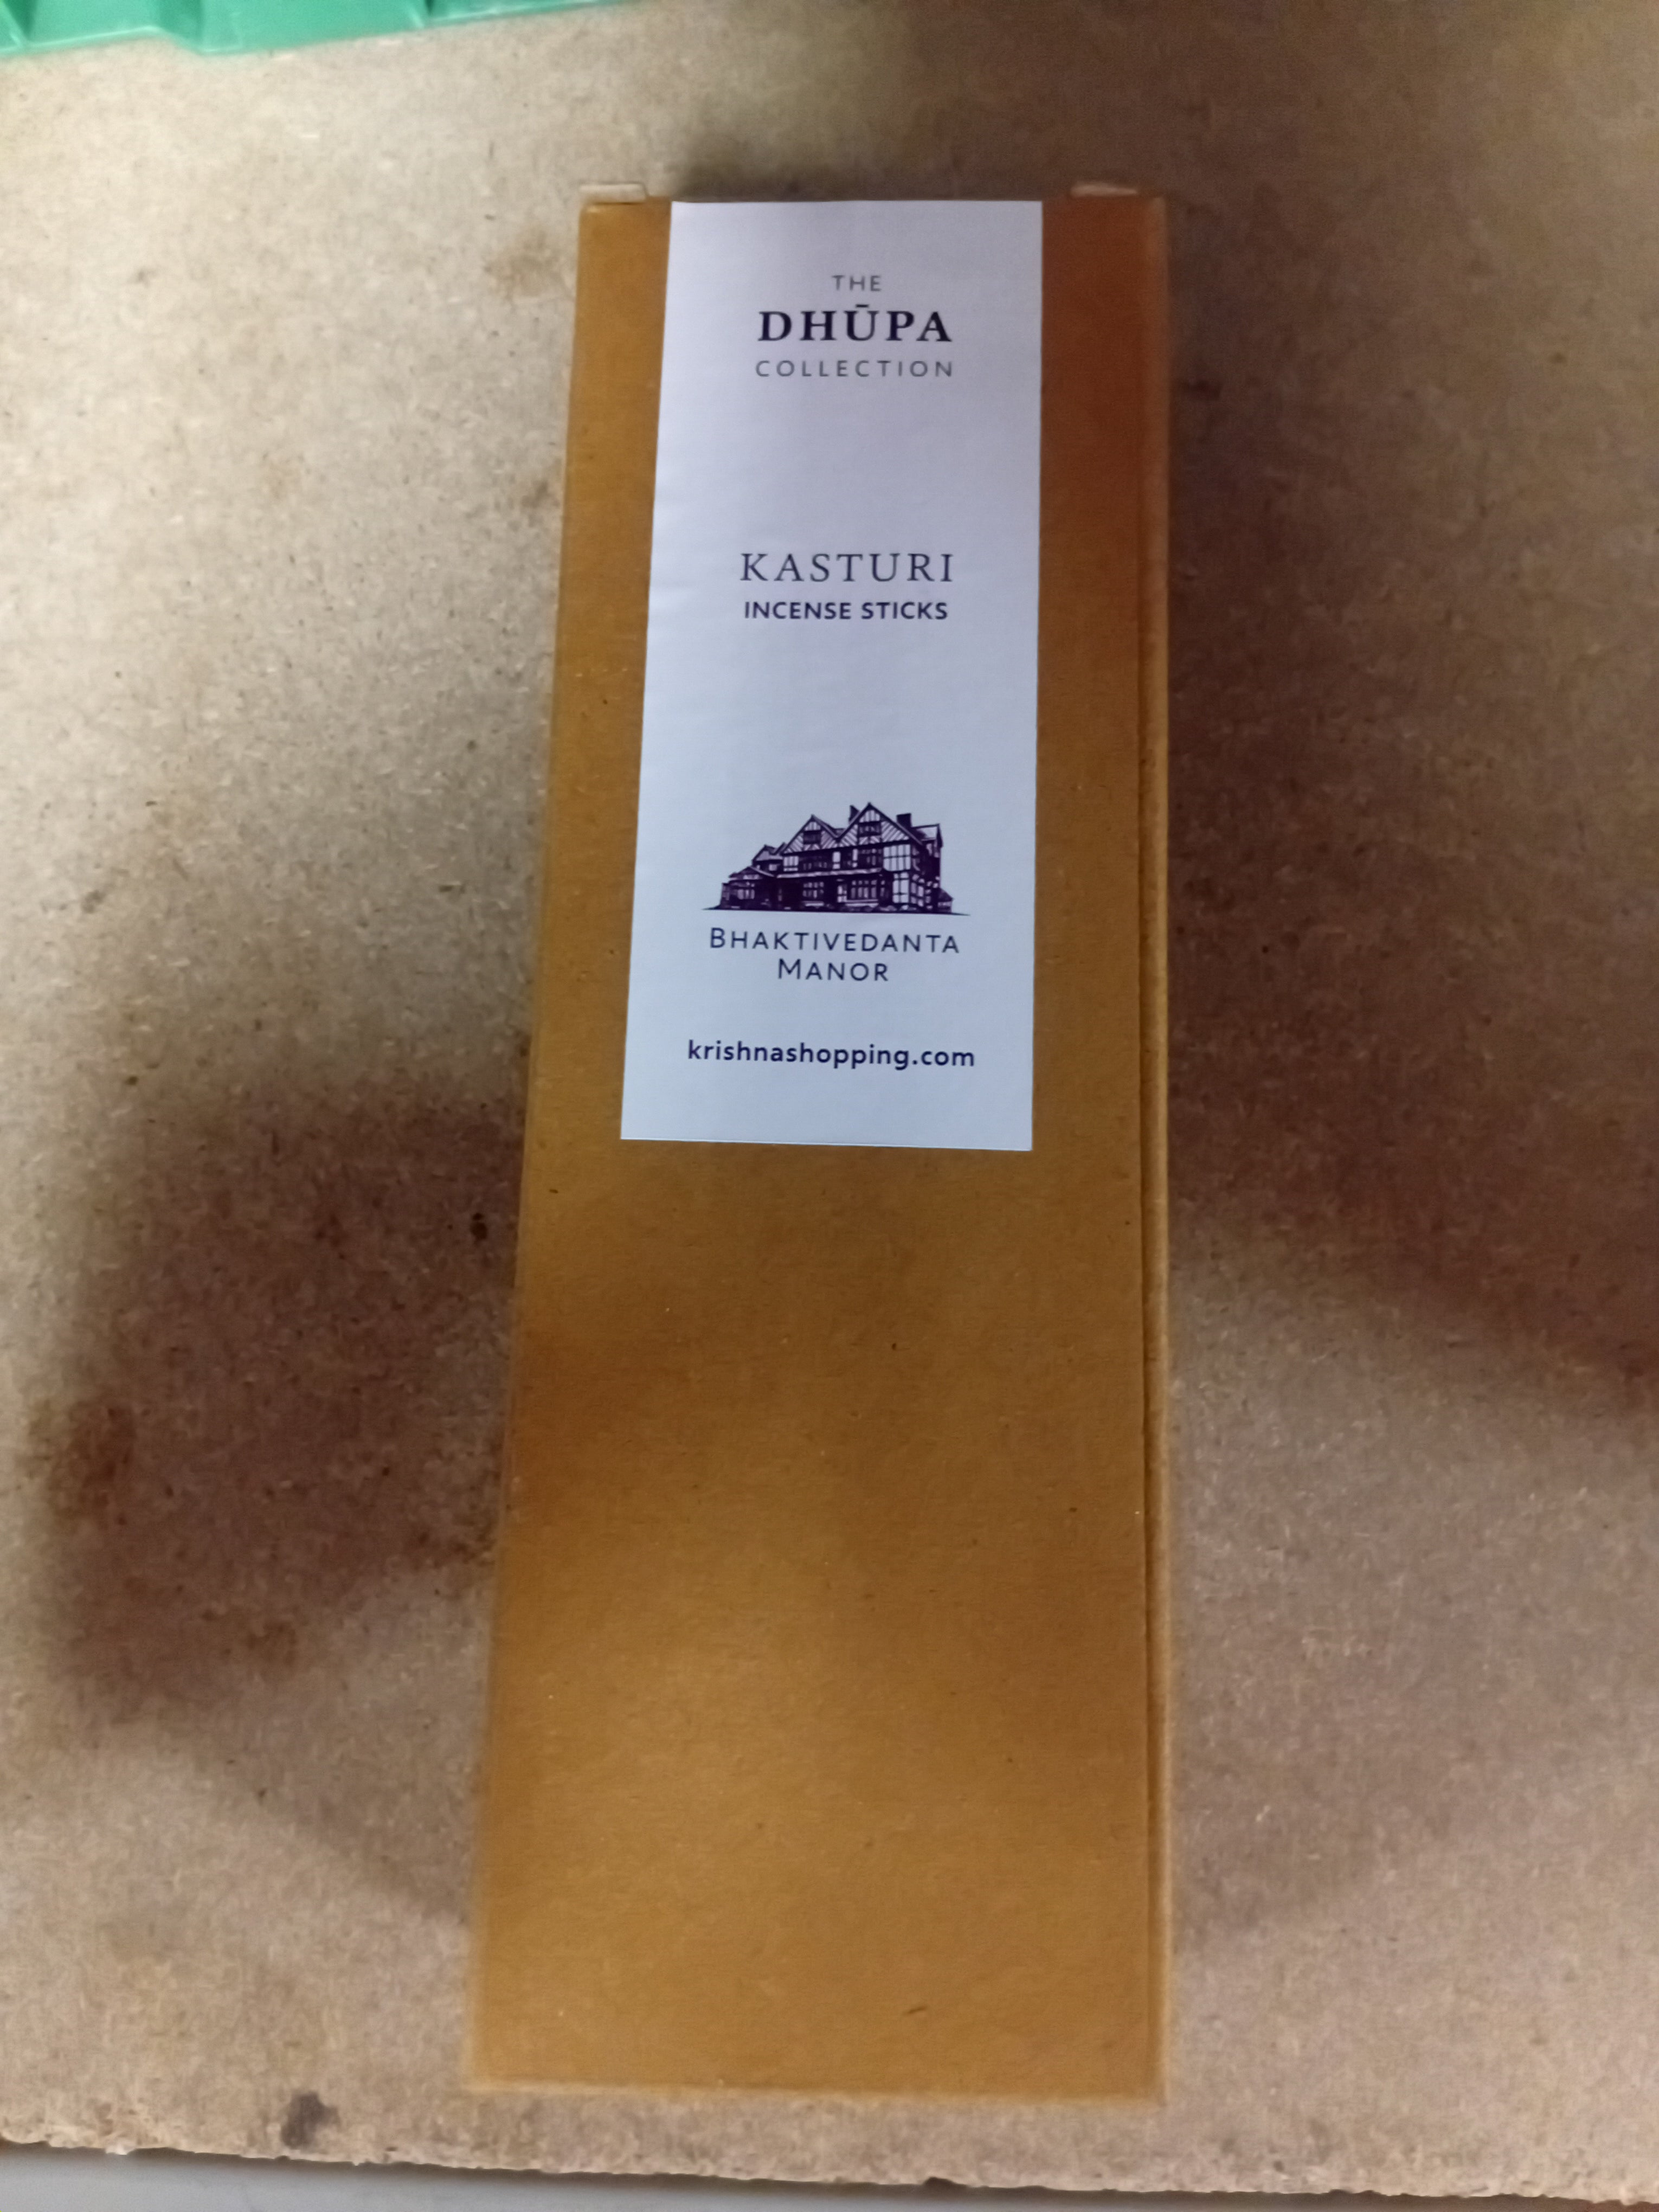 THE
DHŪPA
COLLECTION
KASTURI
INCENSE STICKS
BHAKTIVEDANTA
MANOR
krishnashopping.com